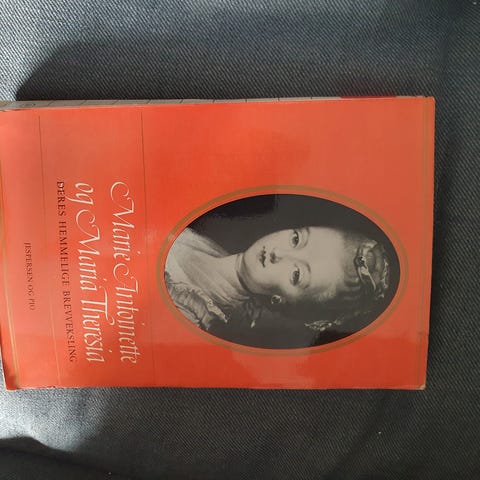 Marie Antoinette
og Maria Theresia
DERES HEMMELIGE BREVVEKSLING
JESPERSEN OG PIO